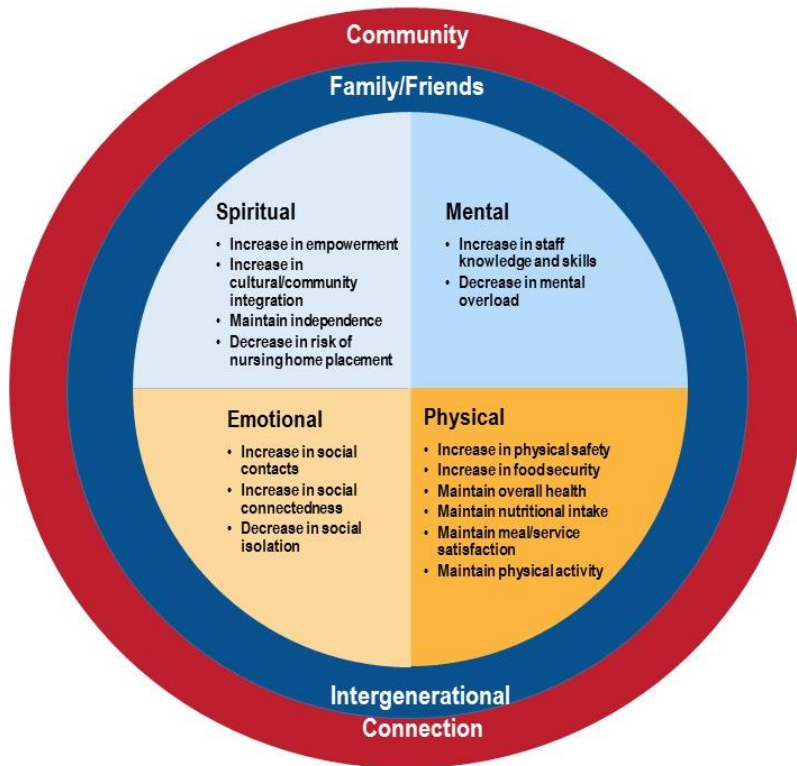 Community
Family/Friends
Spiritual
• Increase in empowerment
• Increase in
cultural/community
integration
• Maintain independence
• Decrease in risk of
nursing home placement
Mental
• Increase in staff
knowledge and skills
• Decrease in mental
overload
Emotional
• Increase in social
contacts
• Increase in social
connectedness
• Decrease in social
isolation
Physical
• Increase in physical safety
• Increase in food security
• Maintain overall health
• Maintain nutritional intake
• Maintain meal/service
satisfaction
• Maintain physical activity
Intergenerational
Connection